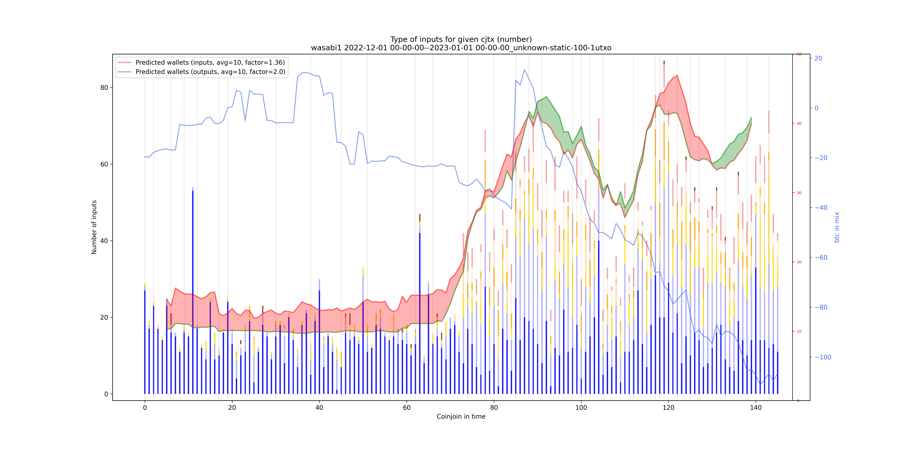 Type of inputs for given cjtx (number)
wasabi1 2022-12-01 00-00-00--2023-01-01 00-00-00_unknown-static-100-1utxo
Predicted wallets (inputs, avg=10, factor=1.36)
Predicted wallets (outputs, avg=10, factor=2.0)
Number of inputs
80
60
40
20
0
0 20 40 60 80 100 120 140
Coinjoin in time
20
0
−20
−40
−60
−80
−100
btc in mix